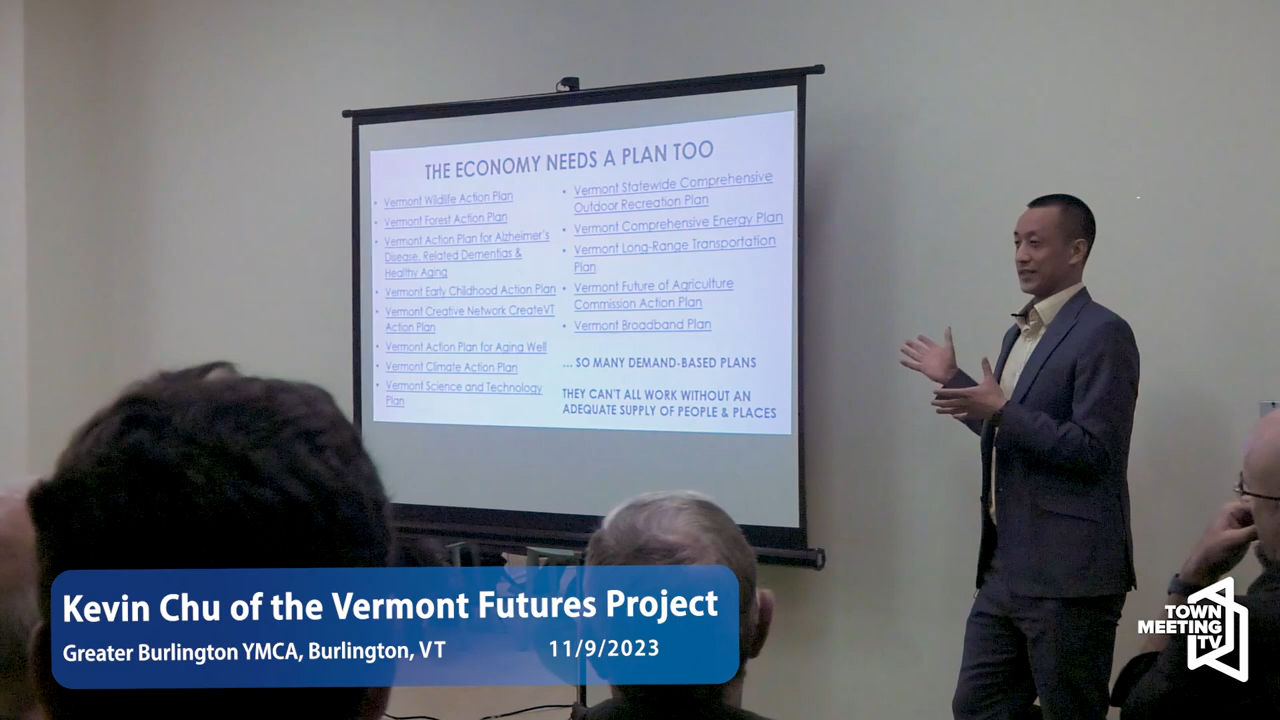 THE ECONOMY NEEDS A PLAN TOO
• Vermont Wildlife Action Plan
• Vermont Forest Action Plan
• Vermont Action Plan for Alzheimer's
Disease, Related Dementias &
Healthy Aging
• Vermont Early Childhood Action Plan
• Vermont Creative Network CreateVT
Action Plan
• Vermont Action Plan for Aging Well
• Vermont Climate Action Plan
• Vermont Science and Technology
Plan
• Vermont Statewide Comprehensive
Outdoor Recreation Plan
• Vermont Comprehensive Energy Plan
• Vermont Long-Range Transportation
Plan
• Vermont Future of Agriculture
Commission Action Plan
• Vermont Broadband Plan
... SO MANY DEMAND-BASED PLANS
THEY CAN'T ALL WORK WITHOUT AN
ADEQUATE SUPPLY OF PEOPLE & PLACES
Kevin Chu of the Vermont Futures Project
Greater Burlington YMCA, Burlington, VT 11/9/2023
TOWN
MEETING
TV